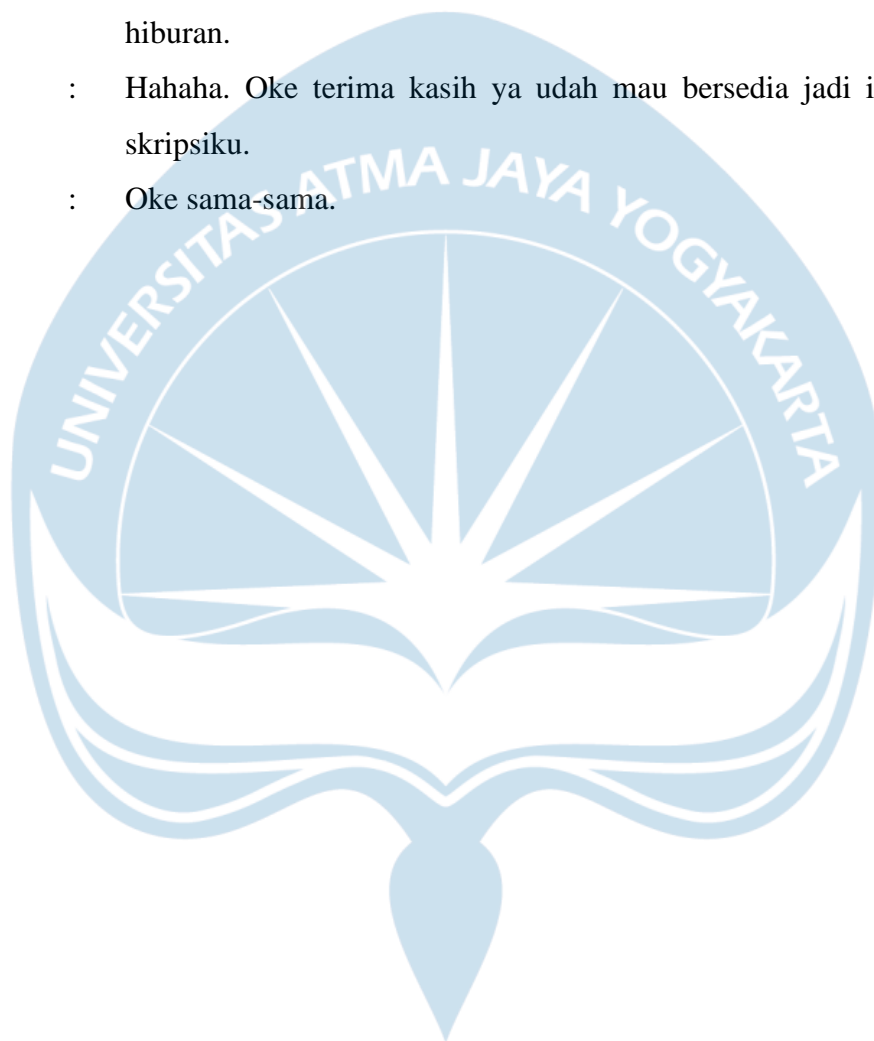 hiburan.
: Hahaha. Oke terima kasih ya udah mau bersedia jadi
skripsiku.
: Oke sama-sama.
UNIVERSITAS ATMA JAYA YOGYAKARTA